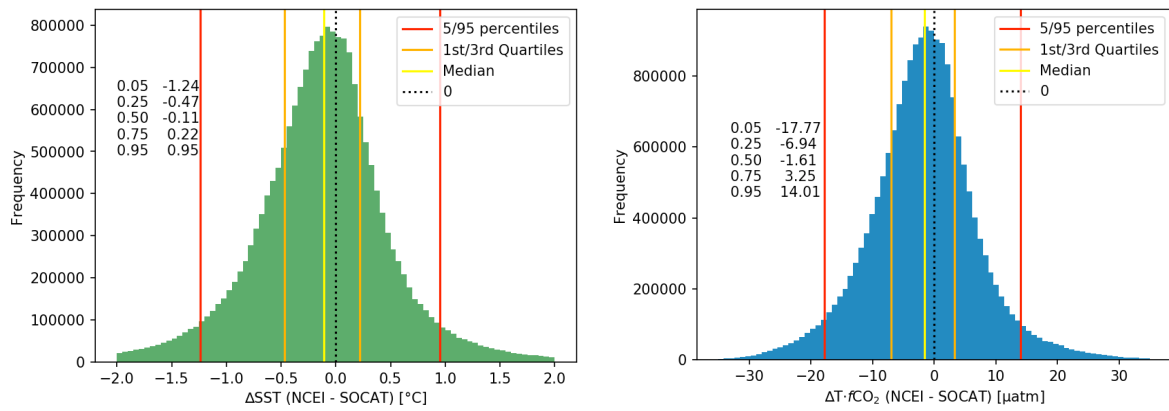 5/95 percentiles
1st/3rd Quartiles
Median
0
0.05 -1.24
0.25 -0.47
0.50 -0.11
0.75 0.22
0.95 0.95
Frequency
800000
700000
600000
500000
400000
300000
200000
100000
0
−2.0 −1.5 −1.0 −0.5 0.0 0.5 1.0 1.5 2.0
ΔSST (NCEI - SOCAT) [°C]
5/95 percentiles
1st/3rd Quartiles
Median
0
0.05 -17.77
0.25 -6.94
0.50 -1.61
0.75 3.25
0.95 14.01
Frequency
800000
600000
400000
200000
0
−30 −20 −10 0 10 20 30
ΔT·fCO₂ (NCEI - SOCAT) [µatm]